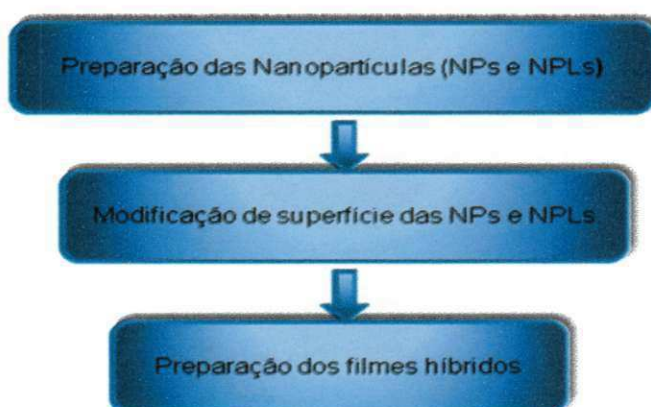 Preparação das Nanopartículas (NPs e NPLs)
Modificação de superfície das NPs e NPLs
Preparação dos filmes híbridos